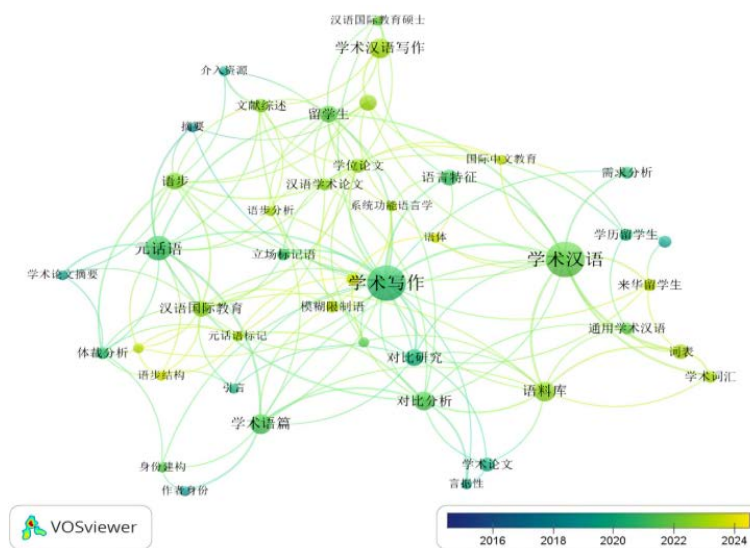 汉语国际教育硕士
学术汉语写作
介入资源
文献综述
留学生
摘要
国际中文教育
学位论文
需求分析
语步
汉语学术论文
语言特征
语步分析
系统功能语言学
学历留学生
语体
元话语
立场标记语
学术汉语
学术论文摘要
学术写作
来华留学生
汉语国际教育
模糊限制语
通用学术汉语
元话语标记
体裁分析
对比研究
词表
语步结构
学术词汇
引言
语料库
对比分析
学术语篇
身份建构
学术论文
言据性
作者身份
VOSviewer
2016 2018 2020 2022 2024